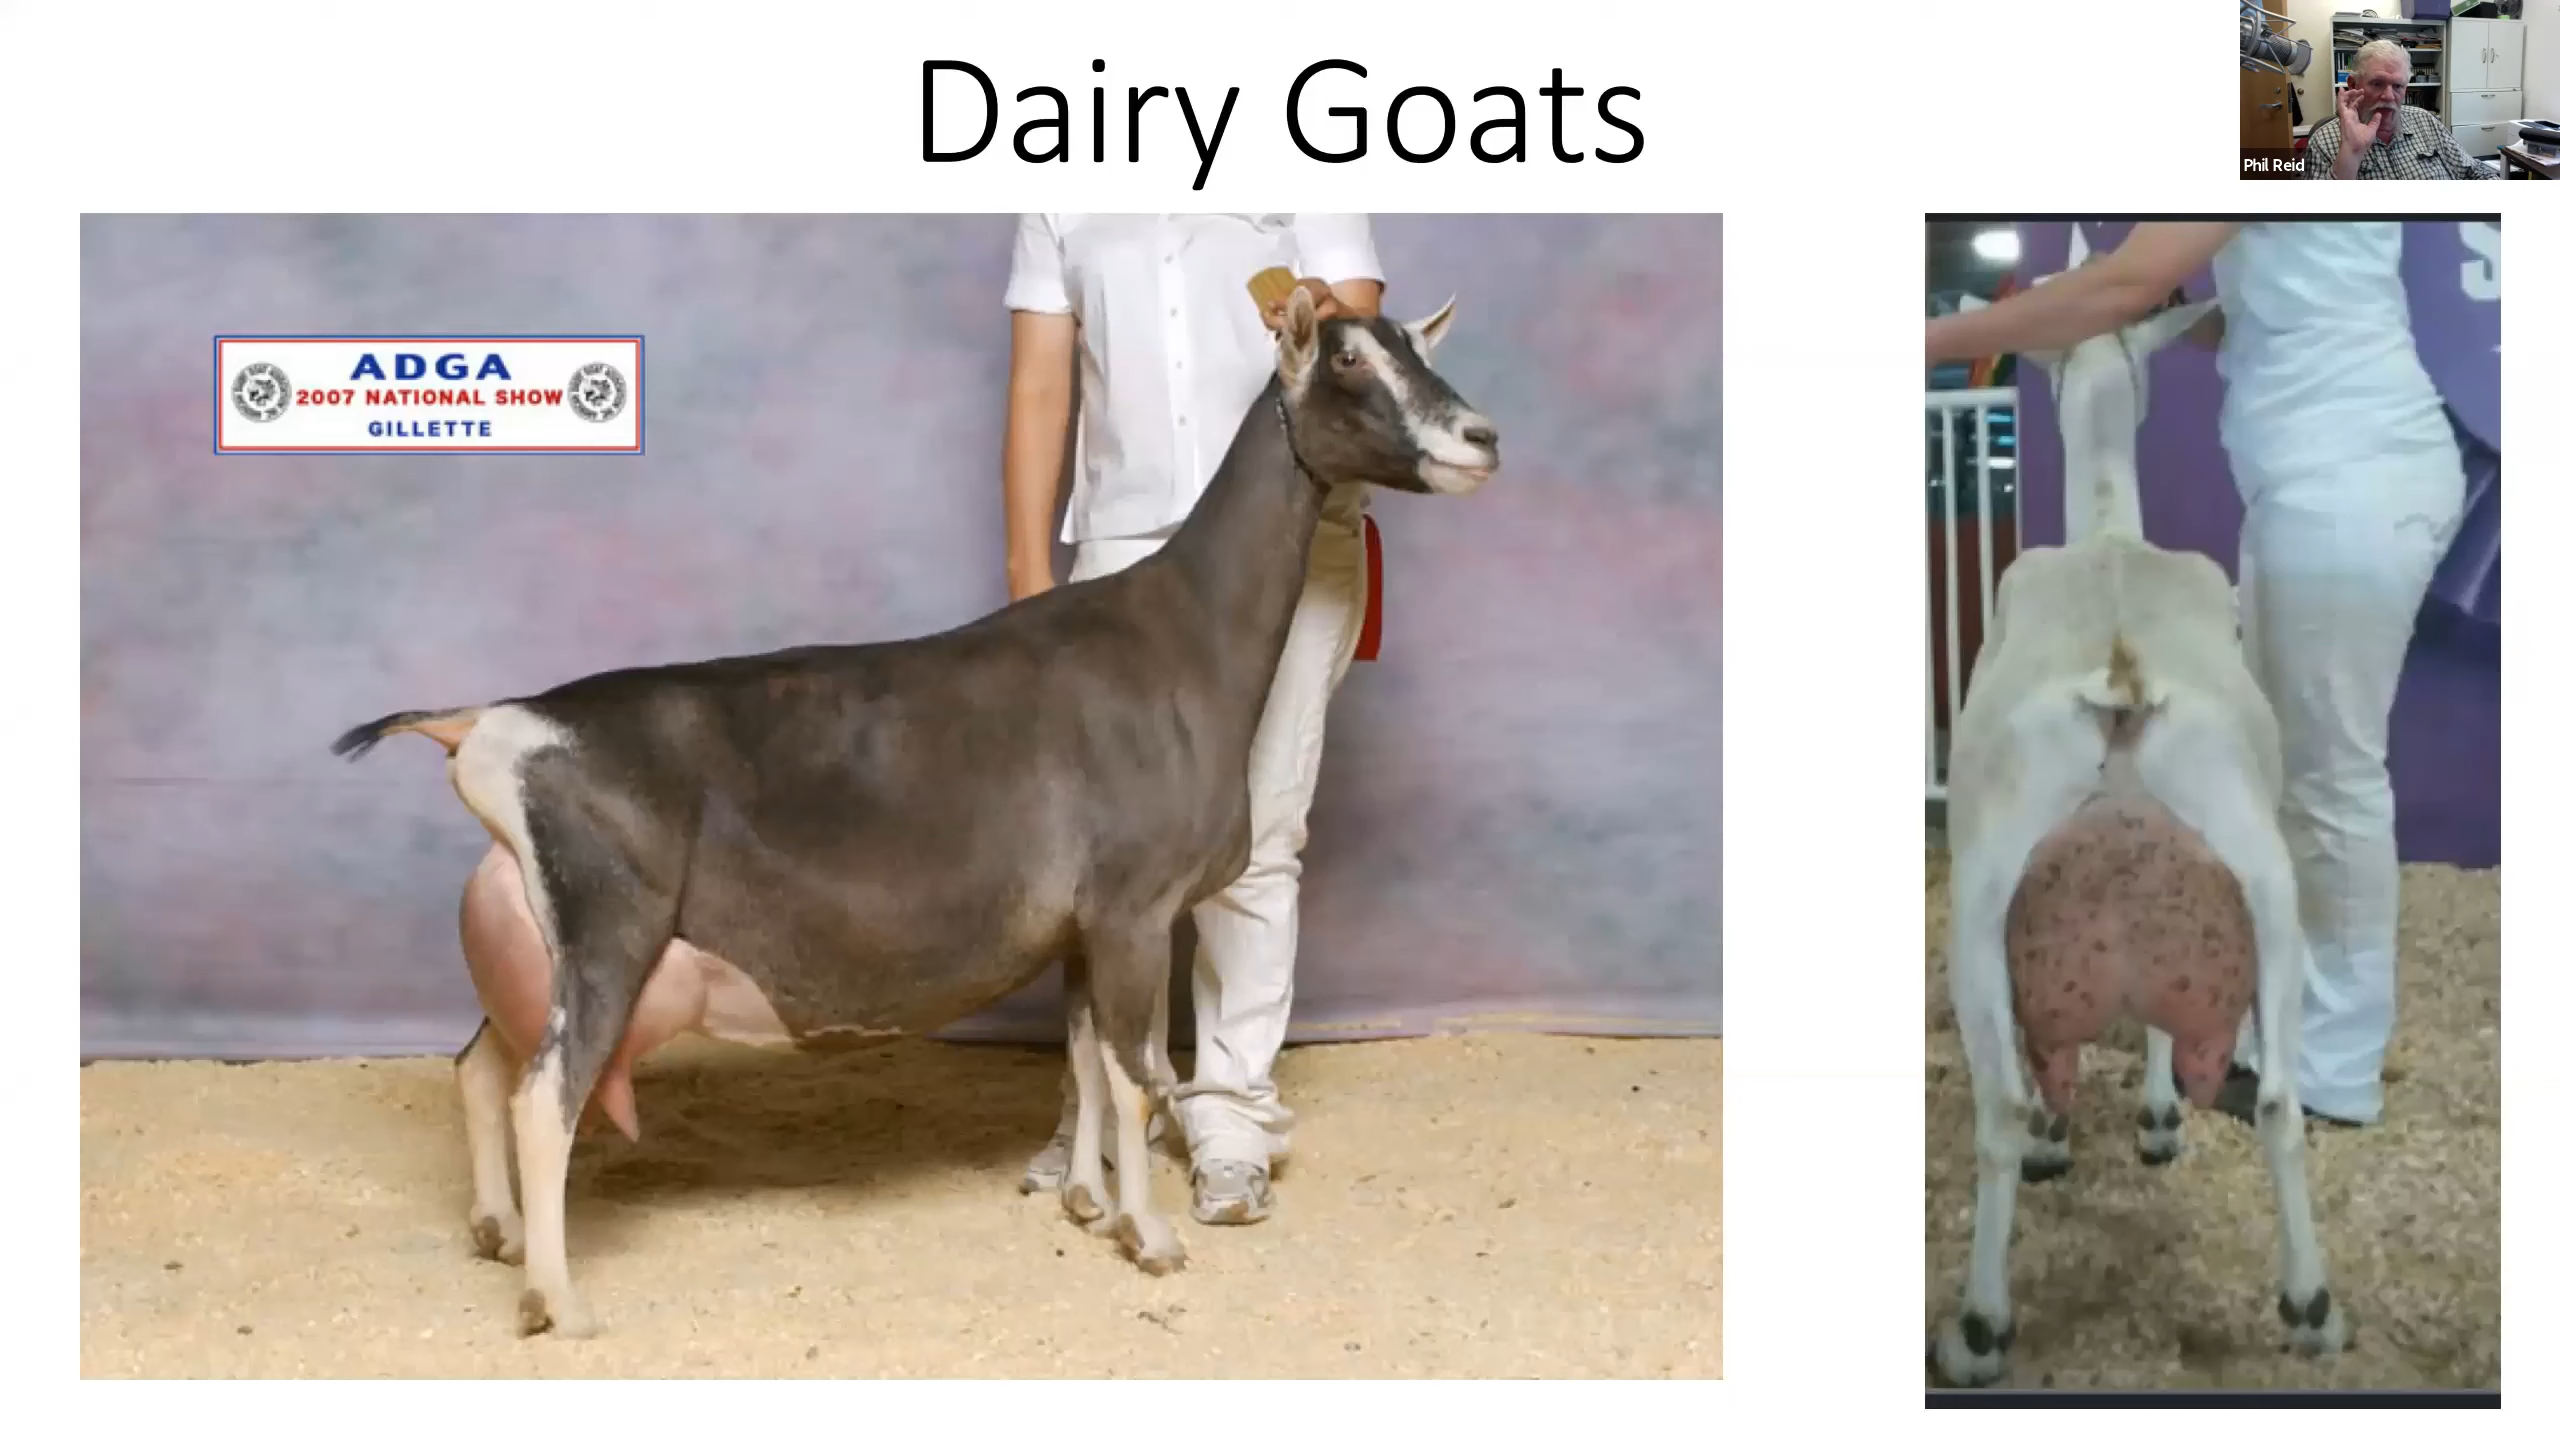 Dairy Goats
Phil Reid
ADGA
2007 NATIONAL SHOW
GILLETTE
S